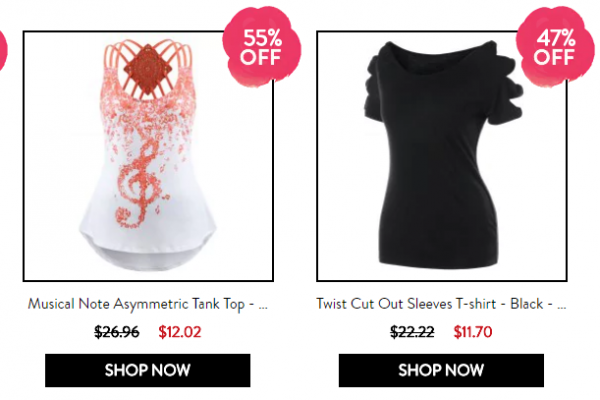 55%
OFF
47%
OFF
Musical Note Asymmetric Tank Top - ...
Twist Cut Out Sleeves T-shirt - Black - ...
$26.96 $12.02
$22.22 $11.70
SHOP NOW
SHOP NOW